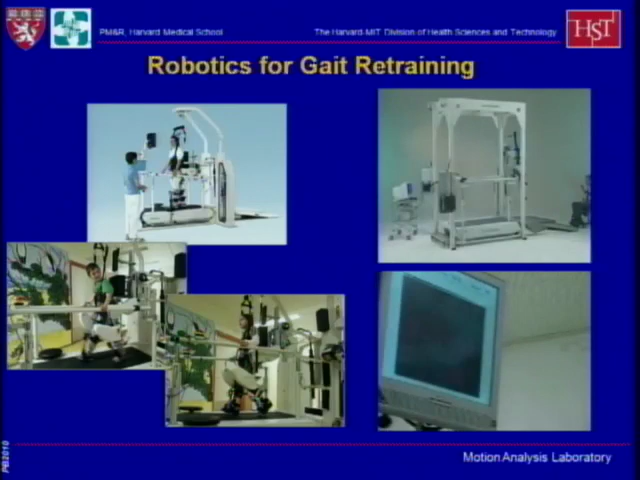 PM&R, Harvard Medical School
The Harvard-MIT Division of Health Sciences and Technology
HST
Robotics for Gait Retraining
PB2010
Motion Analysis Laboratory